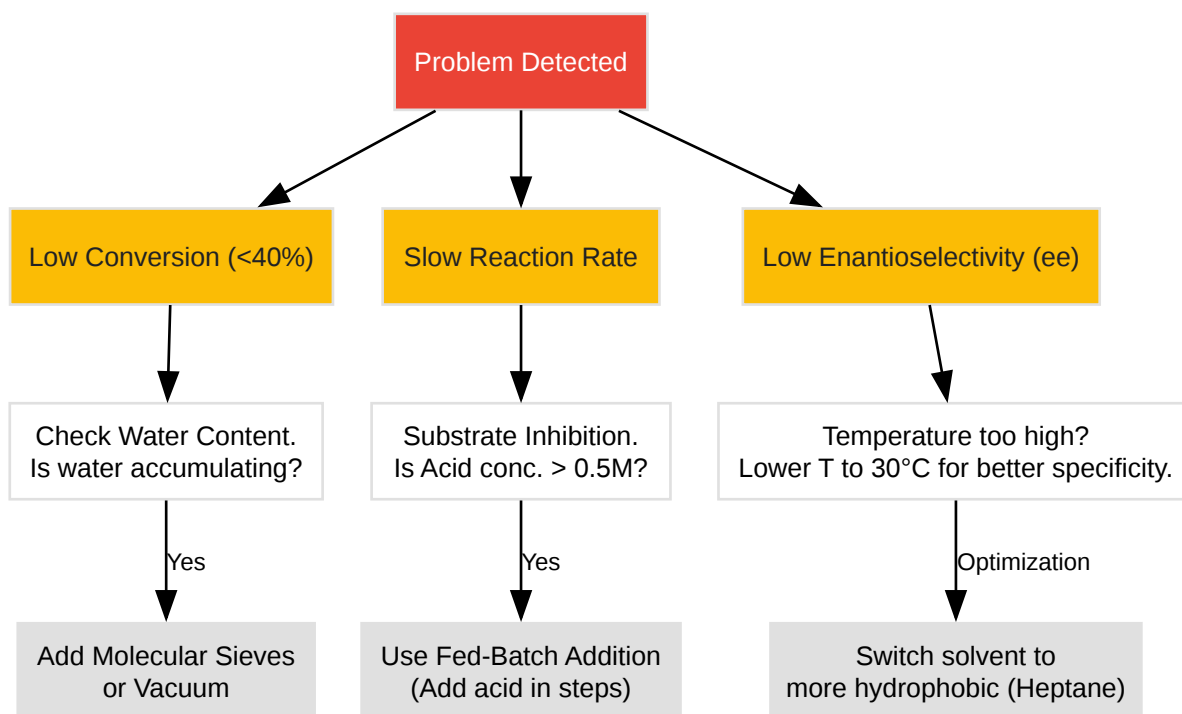 Problem Detected
Low Conversion (<40%)
Slow Reaction Rate
Low Enantioselectivity (ee)
Check Water Content.
Is water accumulating?
Substrate Inhibition.
Is Acid conc. > 0.5M?
Temperature too high?
Lower T to 30°C for better specificity.
Yes
Yes
Optimization
Add Molecular Sieves
or Vacuum
Use Fed-Batch Addition
(Add acid in steps)
Switch solvent to
more hydrophobic (Heptane)